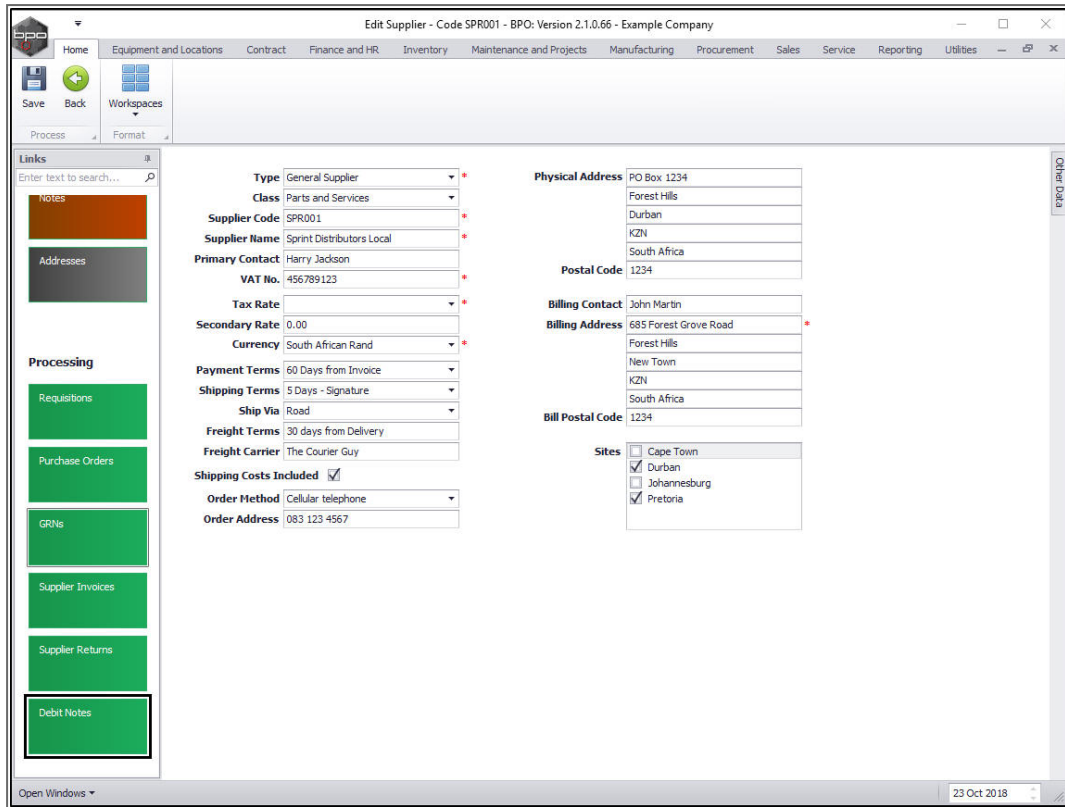 bpo
Edit Supplier - Code SPR001 - BPO: Version 2.1.0.66 - Example Company
Home Equipment and Locations Contract Finance and HR Inventory Maintenance and Projects Manufacturing Procurement Sales Service Reporting Utilities
Save Back Workspaces
Process Format
Links
Enter text to search...
Notes
Addresses
Processing
Requisitions
Purchase Orders
GRNs
Supplier Invoices
Supplier Returns
Debit Notes
Type General Supplier *
Class Parts and Services
Supplier Code SPR001 *
Supplier Name Sprint Distributors Local *
Primary Contact Harry Jackson
VAT No. 456789123 *
Tax Rate *
Secondary Rate 0.00
Currency South African Rand *
Payment Terms 60 Days from Invoice
Shipping Terms 5 Days - Signature
Ship Via Road
Freight Terms 30 days from Delivery
Freight Carrier The Courier Guy
Shipping Costs Included
Order Method Cellular telephone
Order Address 083 123 4567
Physical Address PO Box 1234
Forest Hills
Durban
KZN
South Africa
Postal Code 1234
Billing Contact John Martin
Billing Address 685 Forest Grove Road *
Forest Hills
New Town
KZN
South Africa
Bill Postal Code 1234
Sites Cape Town
Durban
Johannesburg
Pretoria
Other Data
Open Windows
23 Oct 2018